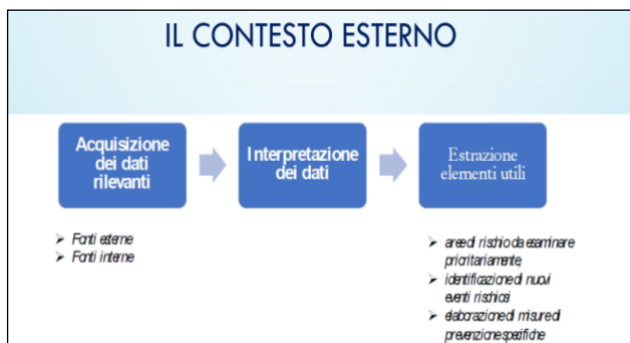 IL CONTESTO ESTERNO
Acquisizione
dei dati
rilevanti
Interpretazione
dei dati
Estrazione
elementi utili
➢ Fonti esterne
➢ Fonti interne
➢ aree di rischio da esaminare
prioritariamente,
➢ identificazione di nuovi
eventi rischiosi
➢ elaborazione di misure di
prevenzione specifiche